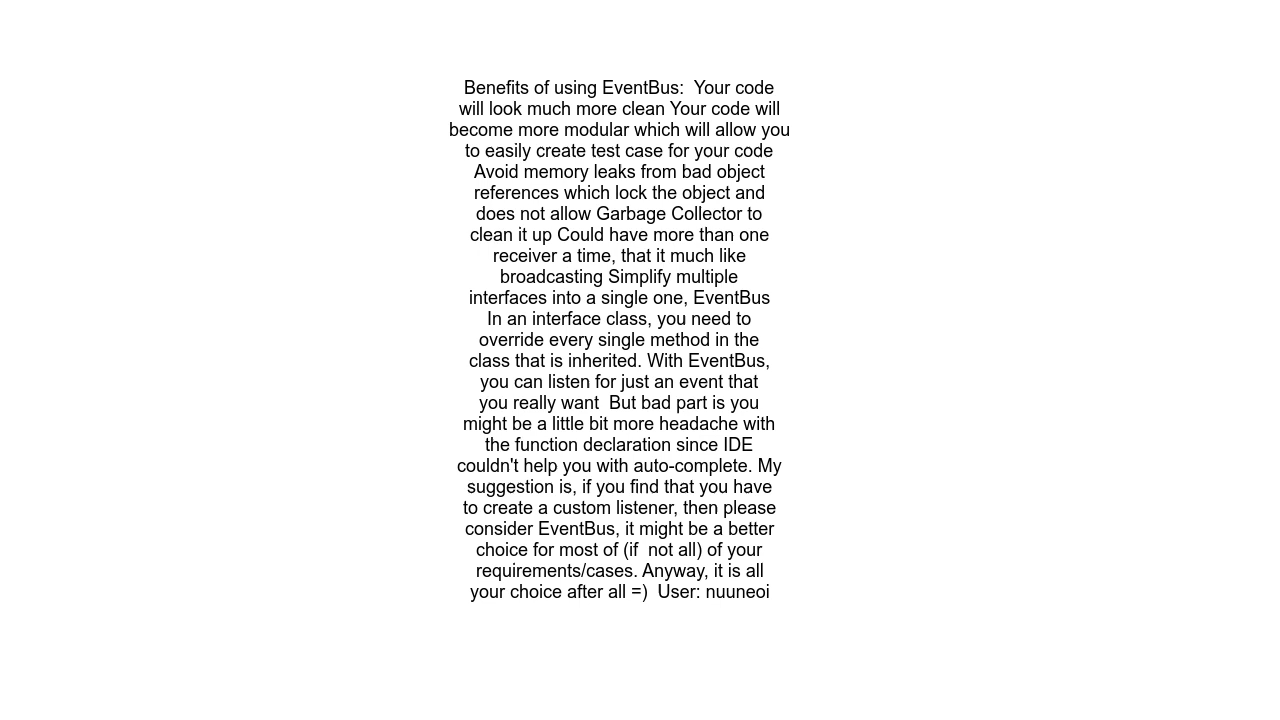 Benefits of using EventBus:  Your code
will look much more clean Your code will
become more modular which will allow you
to easily create test case for your code
Avoid memory leaks from bad object
references which lock the object and
does not allow Garbage Collector to
clean it up Could have more than one
receiver a time, that it much like
broadcasting Simplify multiple
interfaces into a single one, EventBus
In an interface class, you need to
override every single method in the
class that is inherited. With EventBus,
you can listen for just an event that
you really want  But bad part is you
might be a little bit more headache with
the function declaration since IDE
couldn't help you with auto-complete. My
suggestion is, if you find that you have
to create a custom listener, then please
consider EventBus, it might be a better
choice for most of (if  not all) of your
requirements/cases. Anyway, it is all
your choice after all =)  User: nuuneoi